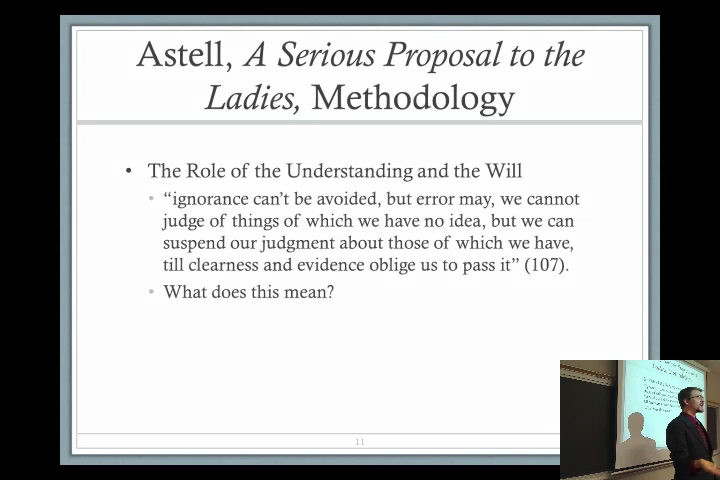 Astell, A Serious Proposal to the
Ladies, Methodology
• The Role of the Understanding and the Will
• “ignorance can’t be avoided, but error may, we cannot
judge of things of which we have no idea, but we can
suspend our judgment about those of which we have,
till clearness and evidence oblige us to pass it” (107).
• What does this mean?
11